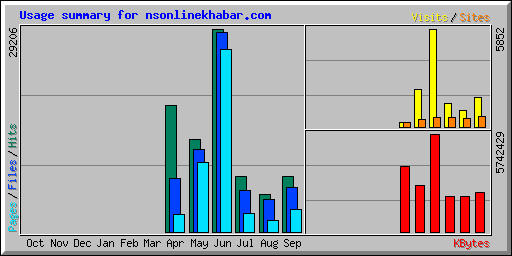 Usage summary for nsonlinekhabar.com
Visits / Sites
29206
5852
Pages / Files / Hits
5742429
Oct Nov Dec Jan Feb Mar Apr May Jun Jul Aug Sep
KBytes